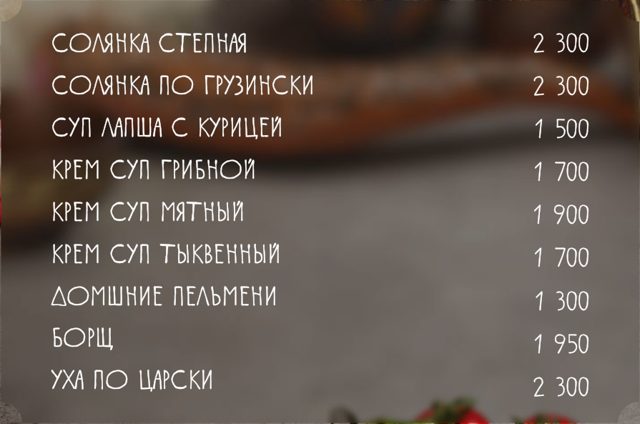 СОЛЯНКА СТЕПНАЯ 2 300
СОЛЯНКА ПО ГРУЗИНСКИ 2 300
СУП ЛАПША С КУРИЦЕЙ 1 500
КРЕМ СУП ГРИБНОЙ 1 700
КРЕМ СУП МЯТНЫЙ 1 900
КРЕМ СУП ТЫКВЕННЫЙ 1 700
ДОМШНИЕ ПЕЛЬМЕНИ 1 300
БОРЩ 1 950
УХА ПО ЦАРСКИ 2 300